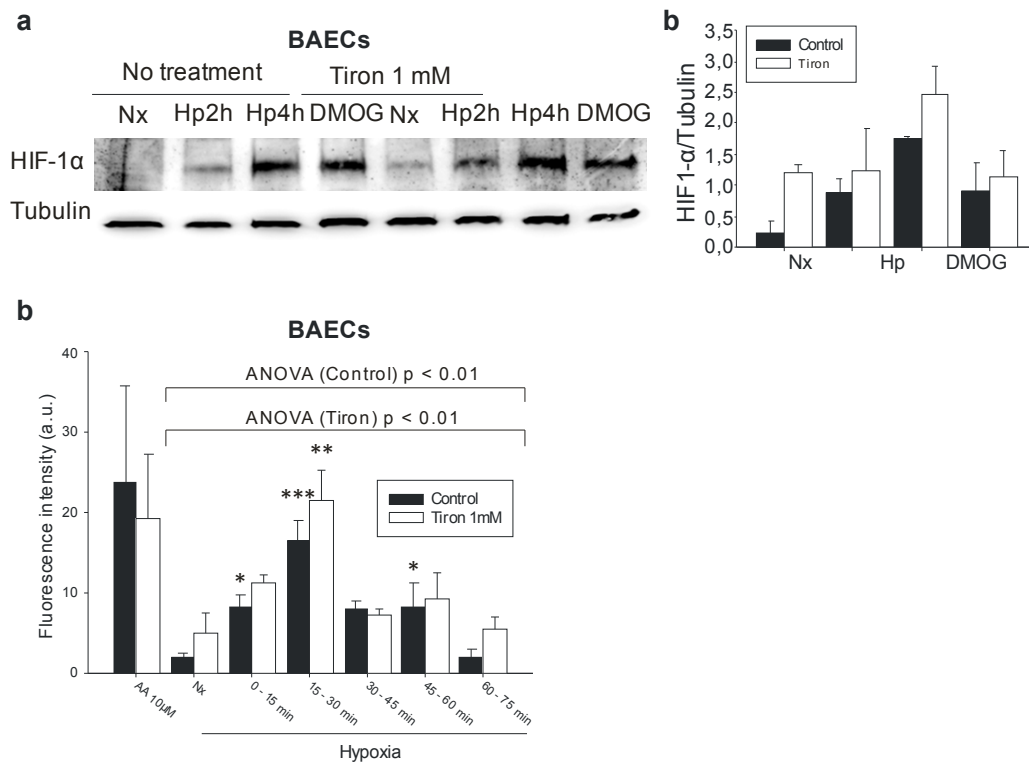 a
BAECs
No treatment Tiron 1 mM
Nx Hp2h Hp4h DMOG Nx Hp2h Hp4h DMOG
HIF-1α
Tubulin
b
HIF1-α/Tubulin
3,5
3,0
2,5
2,0
1,5
1,0
0,5
0,0
Control
Tiron
Nx Hp DMOG
b
BAECs
Fluorescence intensity (a.u.)
40
30
20
10
0
ANOVA (Control) p < 0.01
ANOVA (Tiron) p < 0.01
**
***
*
*
Control
Tiron 1mM
AA 10µM
Nx
0 - 15 min
15 - 30 min
30 - 45 min
45 - 60 min
60 - 75 min
Hypoxia